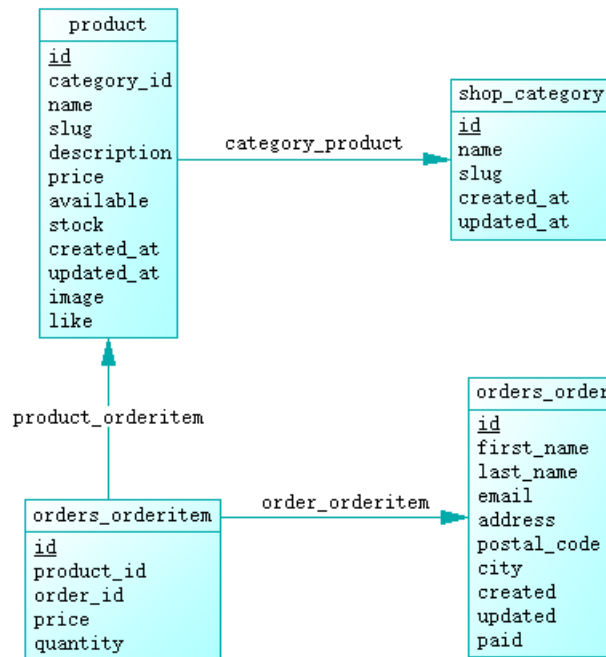 product
id
category_id
name
slug
description
price
available
stock
created_at
updated_at
image
like
category_product
shop_category
id
name
slug
created_at
updated_at
product_orderitem
orders_orderitem
id
product_id
order_id
price
quantity
order_orderitem
orders_order
id
first_name
last_name
email
address
postal_code
city
created
updated
paid